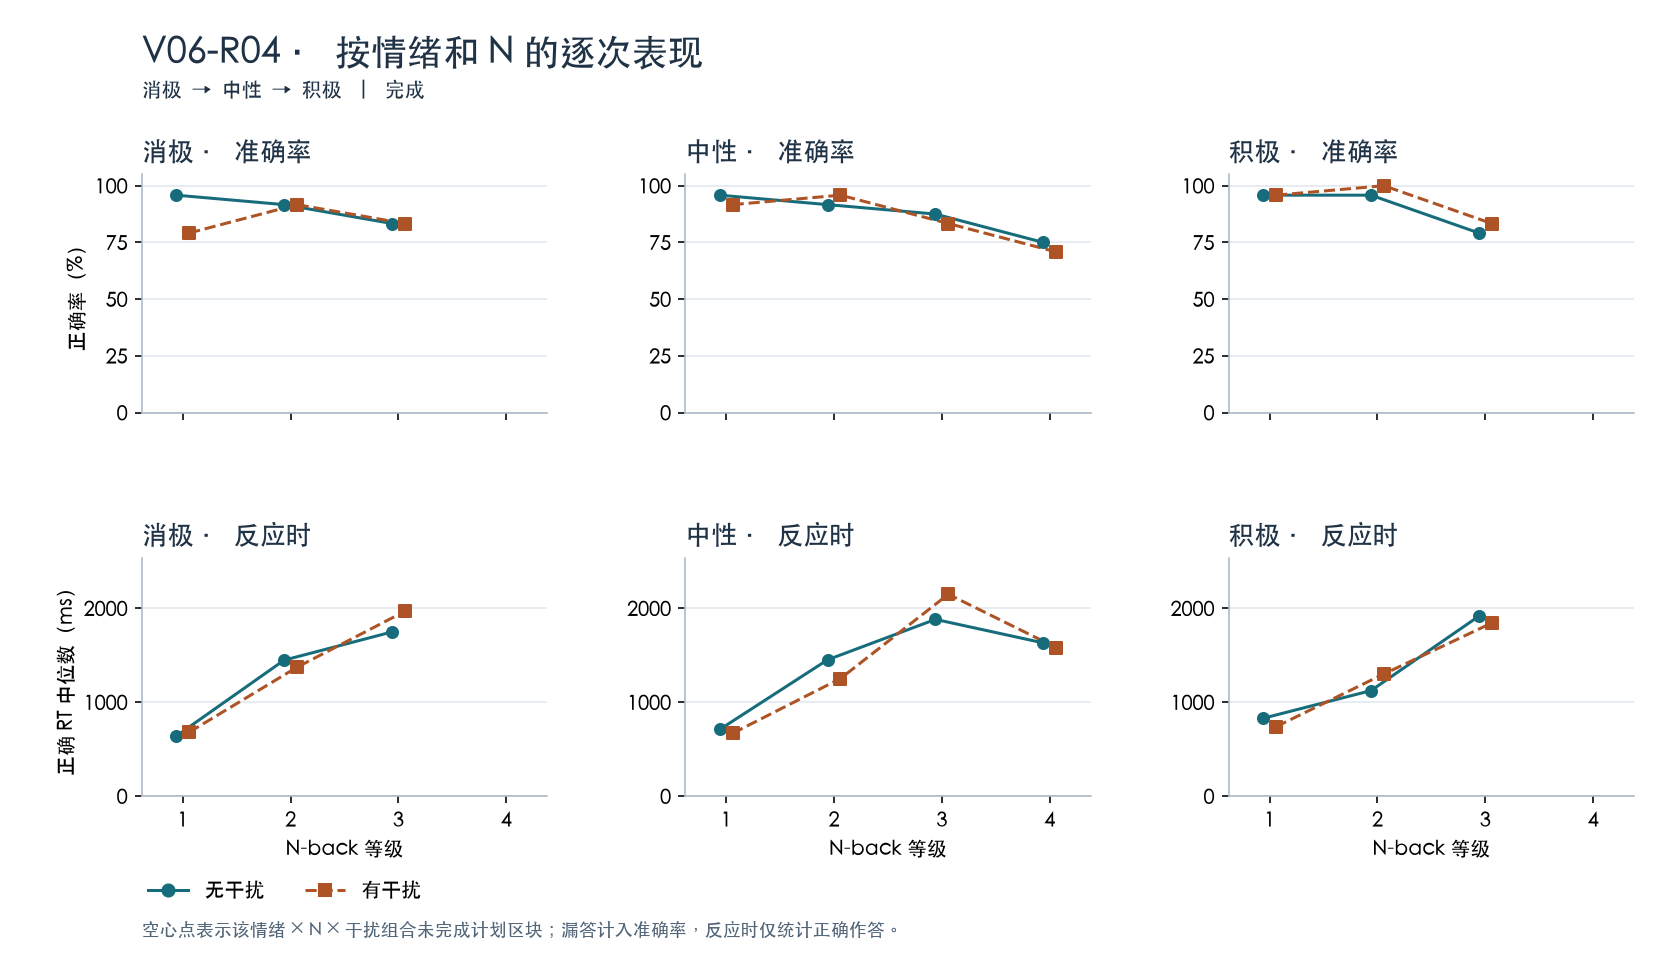 V06-R04 · 按情绪和 N 的逐次表现
消极 → 中性 → 积极 | 完成
消极 · 准确率
中性 · 准确率
积极 · 准确率
正确率 (%)
100
75
50
25
0
100
75
50
25
0
100
75
50
25
0
消极 · 反应时
中性 · 反应时
积极 · 反应时
正确 RT 中位数 (ms)
2000
1000
0
2000
1000
0
2000
1000
0
1 2 3 4
1 2 3 4
1 2 3 4
N-back 等级
N-back 等级
N-back 等级
无干扰 有干扰
空心点表示该情绪×N×干扰组合未完成计划区块；漏答计入准确率，反应时仅统计正确作答。